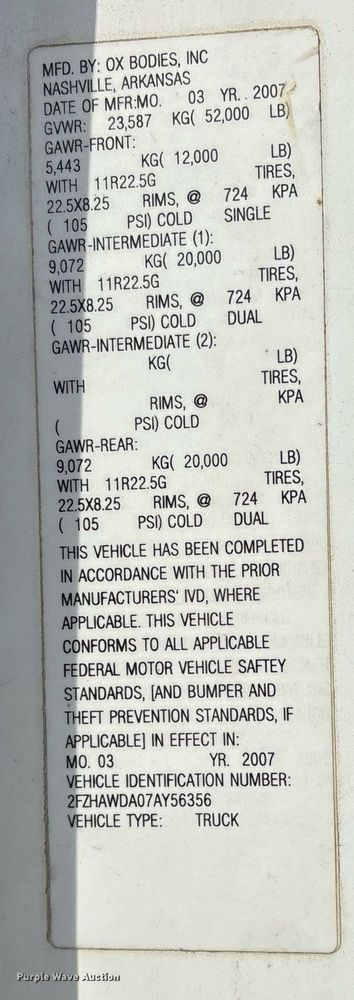 MFD. BY: OX BODIES, INC
NASHVILLE, ARKANSAS
DATE OF MFR:MO. 03 YR. 2007
GVWR: 23,587 KG( 52,000 LB)
GAWR-FRONT:
5,443 KG( 12,000 LB)
WITH 11R22.5G TIRES,
22.5X8.25 RIMS, @ 724 KPA
( 105 PSI) COLD SINGLE
GAWR-INTERMEDIATE (1):
9,072 KG( 20,000 LB)
WITH 11R22.5G TIRES,
22.5X8.25 RIMS, @ 724 KPA
( 105 PSI) COLD DUAL
GAWR-INTERMEDIATE (2):
KG( LB)
WITH TIRES,
RIMS, @ KPA
( PSI) COLD
GAWR-REAR:
9,072 KG( 20,000 LB)
WITH 11R22.5G TIRES,
22.5X8.25 RIMS, @ 724 KPA
( 105 PSI) COLD DUAL
THIS VEHICLE HAS BEEN COMPLETED
IN ACCORDANCE WITH THE PRIOR
MANUFACTURERS' IVD, WHERE
APPLICABLE. THIS VEHICLE
CONFORMS TO ALL APPLICABLE
FEDERAL MOTOR VEHICLE SAFTEY
STANDARDS, [AND BUMPER AND
THEFT PREVENTION STANDARDS, IF
APPLICABLE] IN EFFECT IN:
MO. 03 YR. 2007
VEHICLE IDENTIFICATION NUMBER:
2FZHAWDA07AY56356
VEHICLE TYPE: TRUCK
Purple Wave Auction